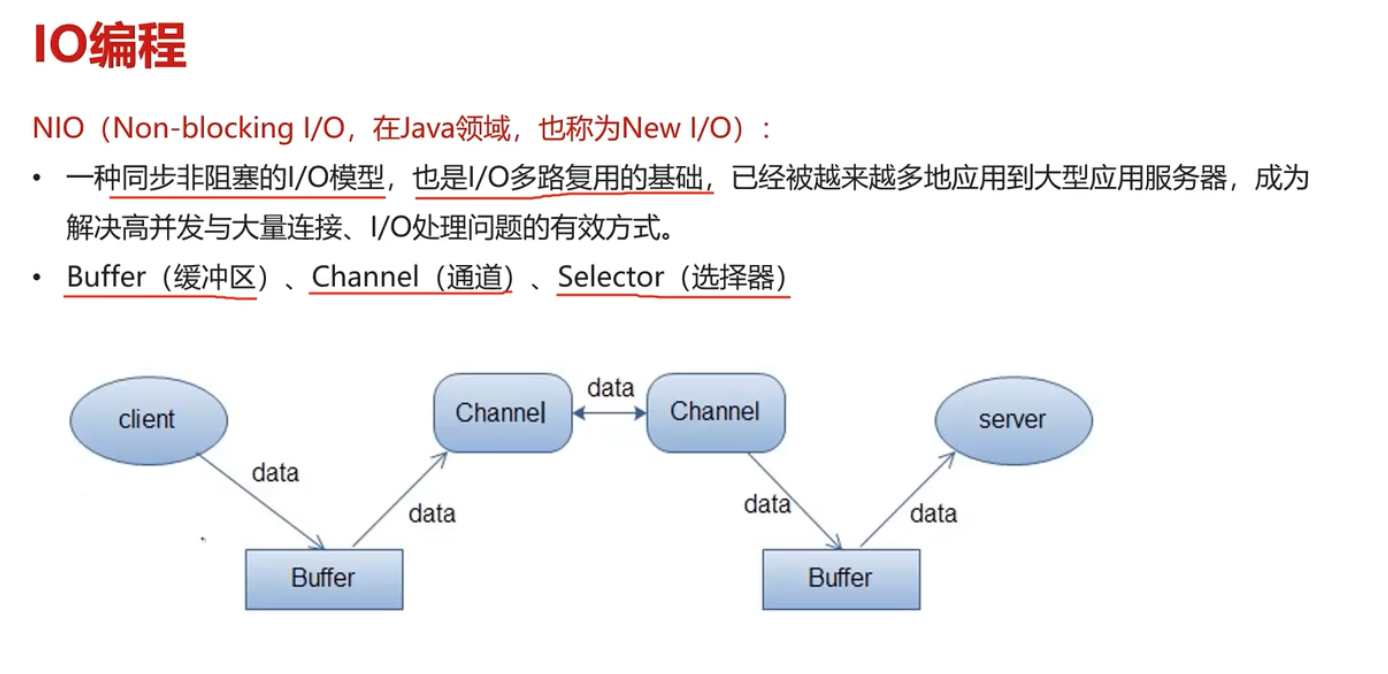 IO编程
NIO（Non-blocking I/O，在Java领域，也称为New I/O）：
• 一种同步非阻塞的I/O模型，也是I/O多路复用的基础，已经被越来越多地应用到大型应用服务器，成为
解决高并发与大量连接、I/O处理问题的有效方式。
• Buffer（缓冲区）、Channel（通道）、Selector（选择器）
client
data
Buffer
data
Channel
data
Channel
data
Buffer
data
server